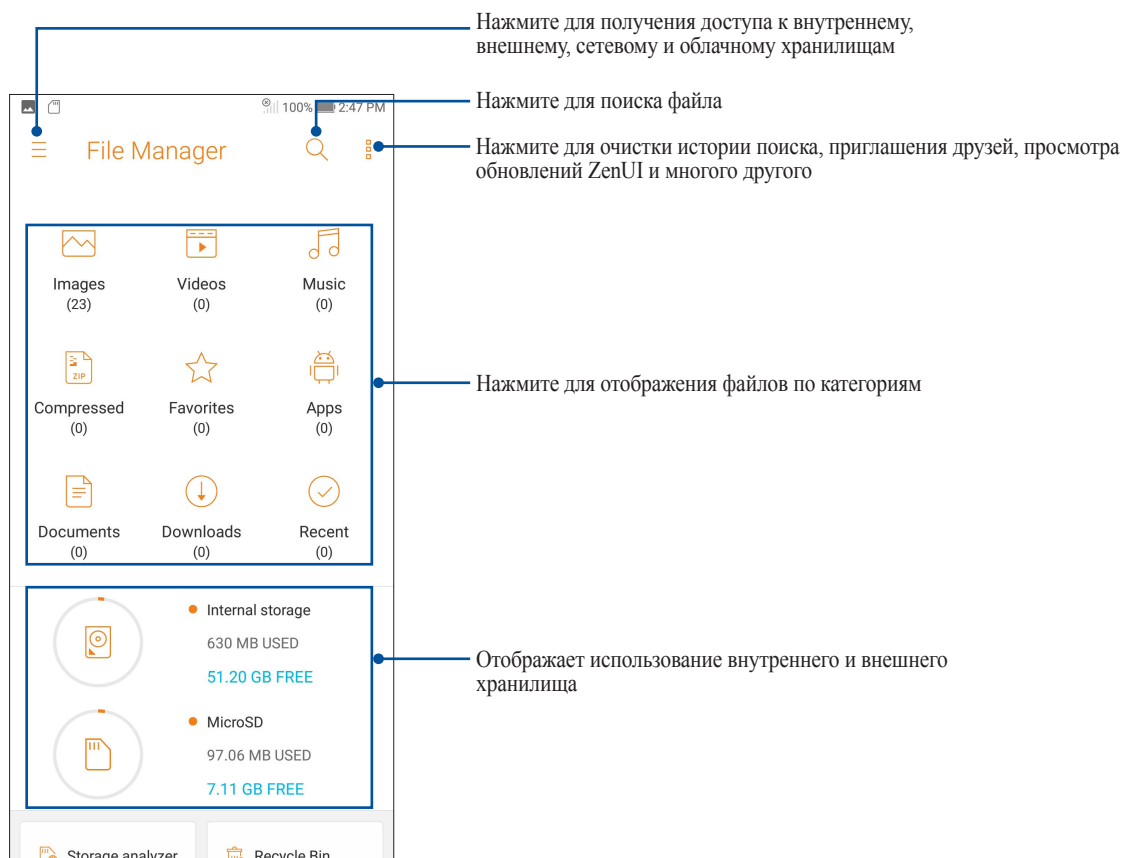 Нажмите для получения доступа к внутреннему,
внешнему, сетевому и облачному хранилищам
100% 2:47 PM
Нажмите для поиска файла
File Manager
Нажмите для очистки истории поиска, приглашения друзей, просмотра
обновлений ZenUI и многого другого
Images Videos Music
(23) (0) (0)
ZIP
Compressed Favorites Apps
(0) (0) (0)
Нажмите для отображения файлов по категориям
Documents Downloads Recent
(0) (0) (0)
Internal storage
630 MB USED
51.20 GB FREE
Отображает использование внутреннего и внешнего
хранилища
MicroSD
97.06 MB USED
7.11 GB FREE
Storage analyzer Recycle Bin